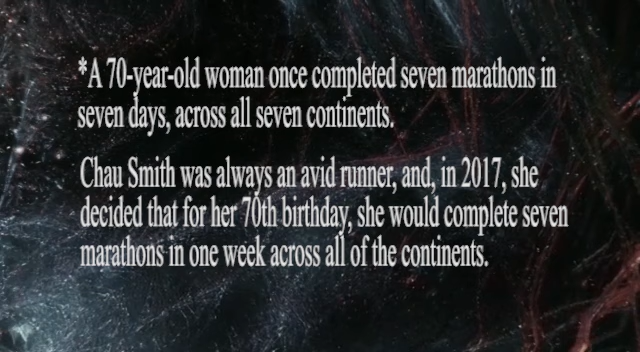 *A 70-year-old woman once completed seven marathons in
seven days, across all seven continents.
Chau Smith was always an avid runner, and, in 2017, she
decided that for her 70th birthday, she would complete seven
marathons in one week across all of the continents.